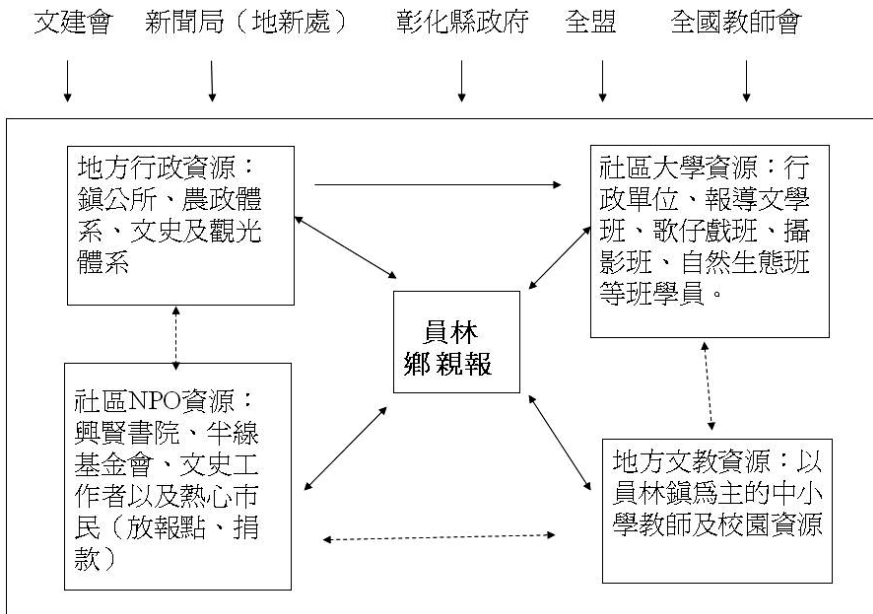 文建會 新聞局（地新處） 彰化縣政府 全盟 全國教師會
地方行政資源：
鎮公所、農政體
系、文史及觀光
體系
社區大學資源：行
政單位、報導文學
班、歌仔戲班、攝
影班、自然生態班
等班學員。
員林
鄉親報
社區NPO資源：
興賢書院、半線
基金會、文史工
作者以及熱心市
民（放報點、捐
款）
地方文教資源：以
員林鎮為主的中小
學教師及校園資源